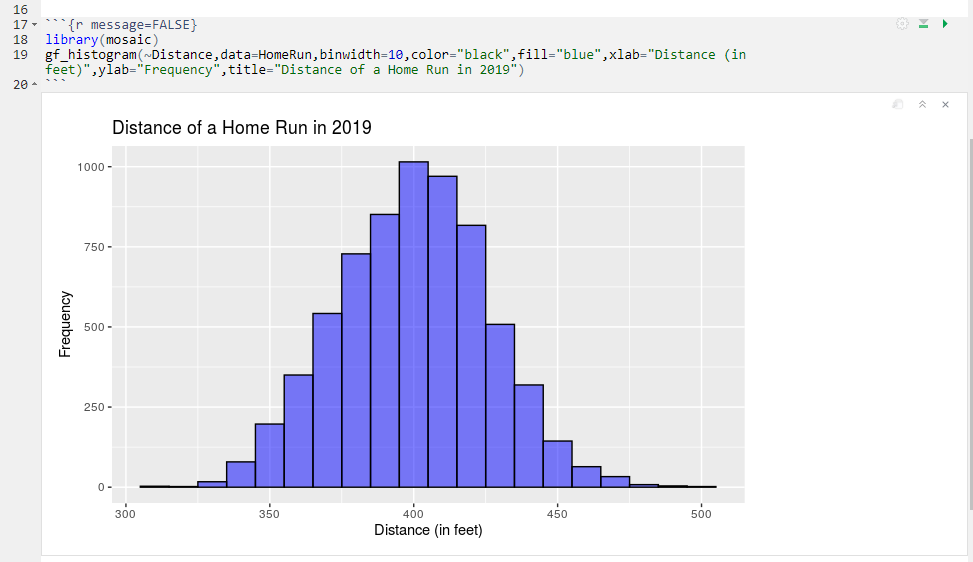 16
17 ```{r message=FALSE}
18 library(mosaic)
19 gf_histogram(~Distance,data=HomeRun,binwidth=10,color="black",fill="blue",xlab="Distance (in
feet)",ylab="Frequency",title="Distance of a Home Run in 2019")
20 ```
Distance of a Home Run in 2019
1000
750
500
250
0
Frequency
300 350 400 450 500
Distance (in feet)